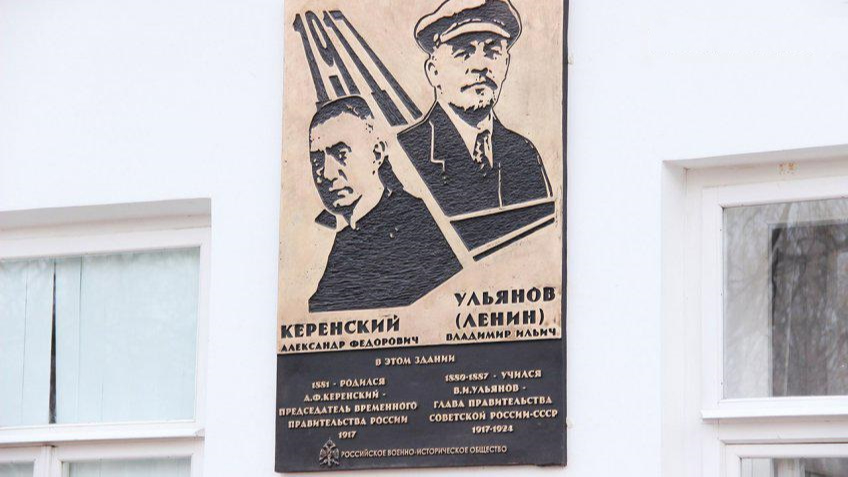 1917
КЕРЕНСКИЙ
АЛЕКСАНДР ФЕДОРОВИЧ
УЛЬЯНОВ
(ЛЕНИН)
ВЛАДИМИР ИЛЬИЧ
В ЭТОМ ЗДАНИИ
1881 - РОДИЛСЯ
А.Ф.КЕРЕНСКИЙ -
ПРЕДСЕДАТЕЛЬ ВРЕМЕННОГО
ПРАВИТЕЛЬСТВА РОССИИ
1917
1880-1887 - УЧИЛСЯ
В.И.УЛЬЯНОВ -
ГЛАВА ПРАВИТЕЛЬСТВА
СОВЕТСКОЙ РОССИИ-СССР
1917-1924
РОССИЙСКОЕ ВОЕННО-ИСТОРИЧЕСКОЕ ОБЩЕСТВО